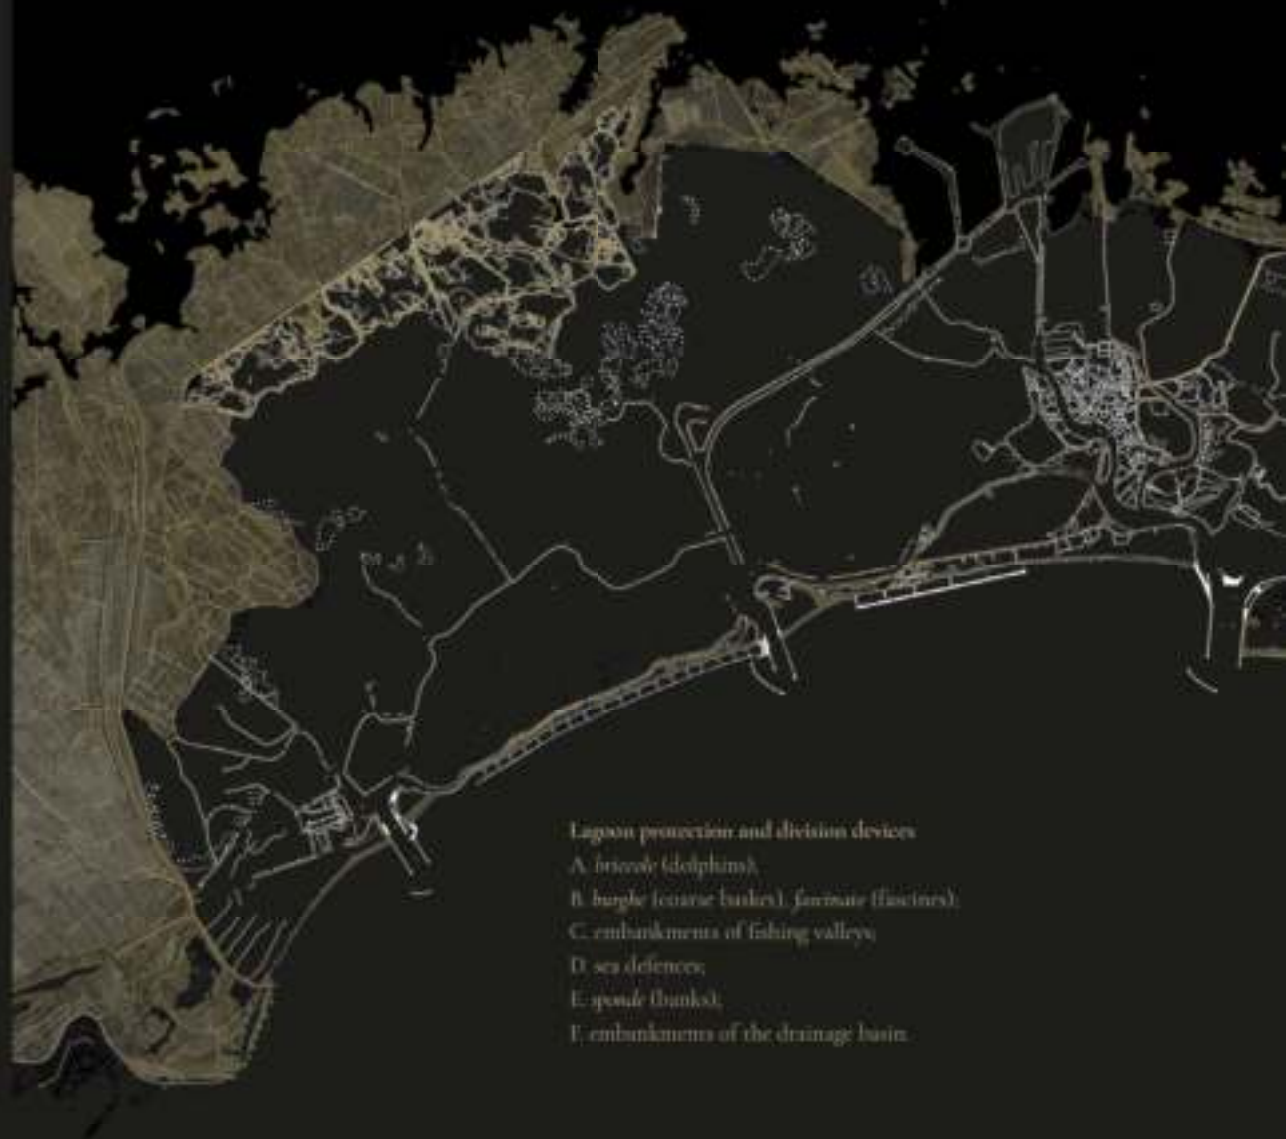 Lagoon protection and division devices
A. briccole (dolphins);
B. burghe (coarse basket), fascinate (fascines);
C. embankments of fishing valleys;
D. sea defences;
E. sponde (banks);
F. embankments of the drainage basin.